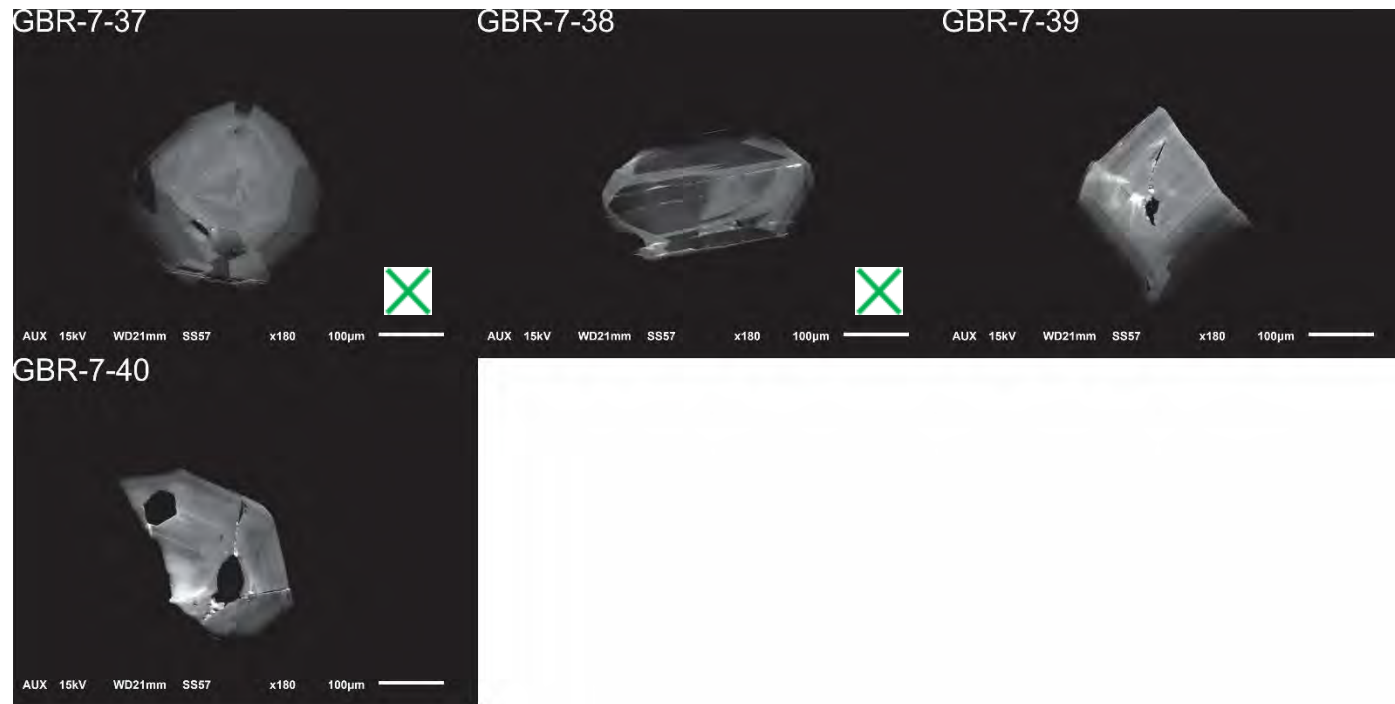 GBR-7-37
GBR-7-38
GBR-7-39
AUX 15kV WD21mm SS57 x180 100µm
AUX 15kV WD21mm SS57 x180 100µm
AUX 15kV WD21mm SS57 x180 100µm
GBR-7-40
AUX 15kV WD21mm SS57 x180 100µm